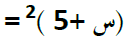 (س + 5)² =